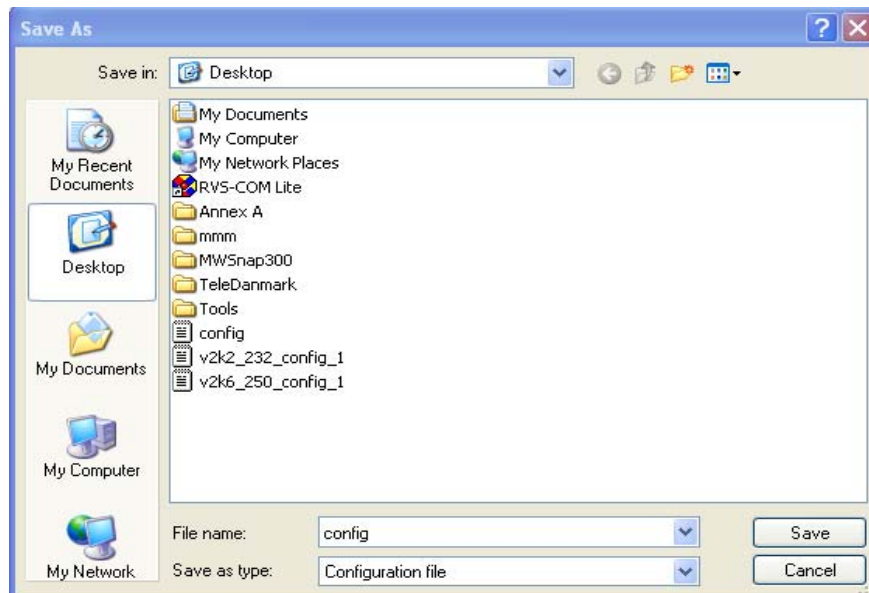 Save As
Save in:
Desktop
My Recent
Documents
Desktop
My Documents
My Computer
My Network
My Documents
My Computer
My Network Places
RVS-COM Lite
Annex A
mmm
MWSnap300
TeleDanmark
Tools
config
v2k2_232_config_1
v2k6_250_config_1
File name:
config
Save
Save as type:
Configuration file
Cancel